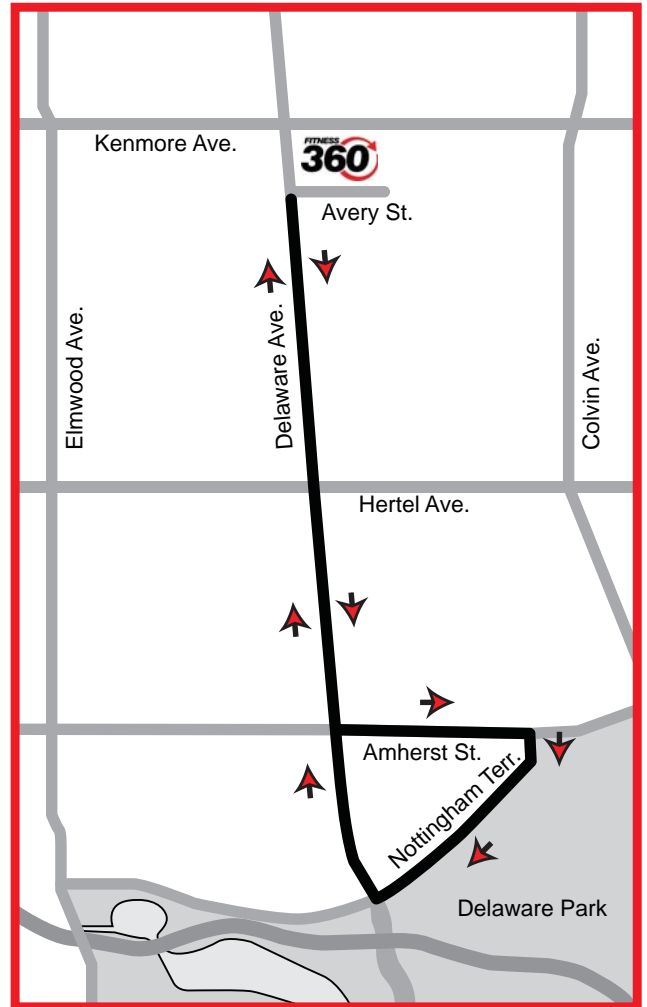 Kenmore Ave.
FITNESS
360
Avery St.
Elmwood Ave.
Delaware Ave.
Colvin Ave.
Hertel Ave.
Amherst St.
Nottingham Terr.
Delaware Park